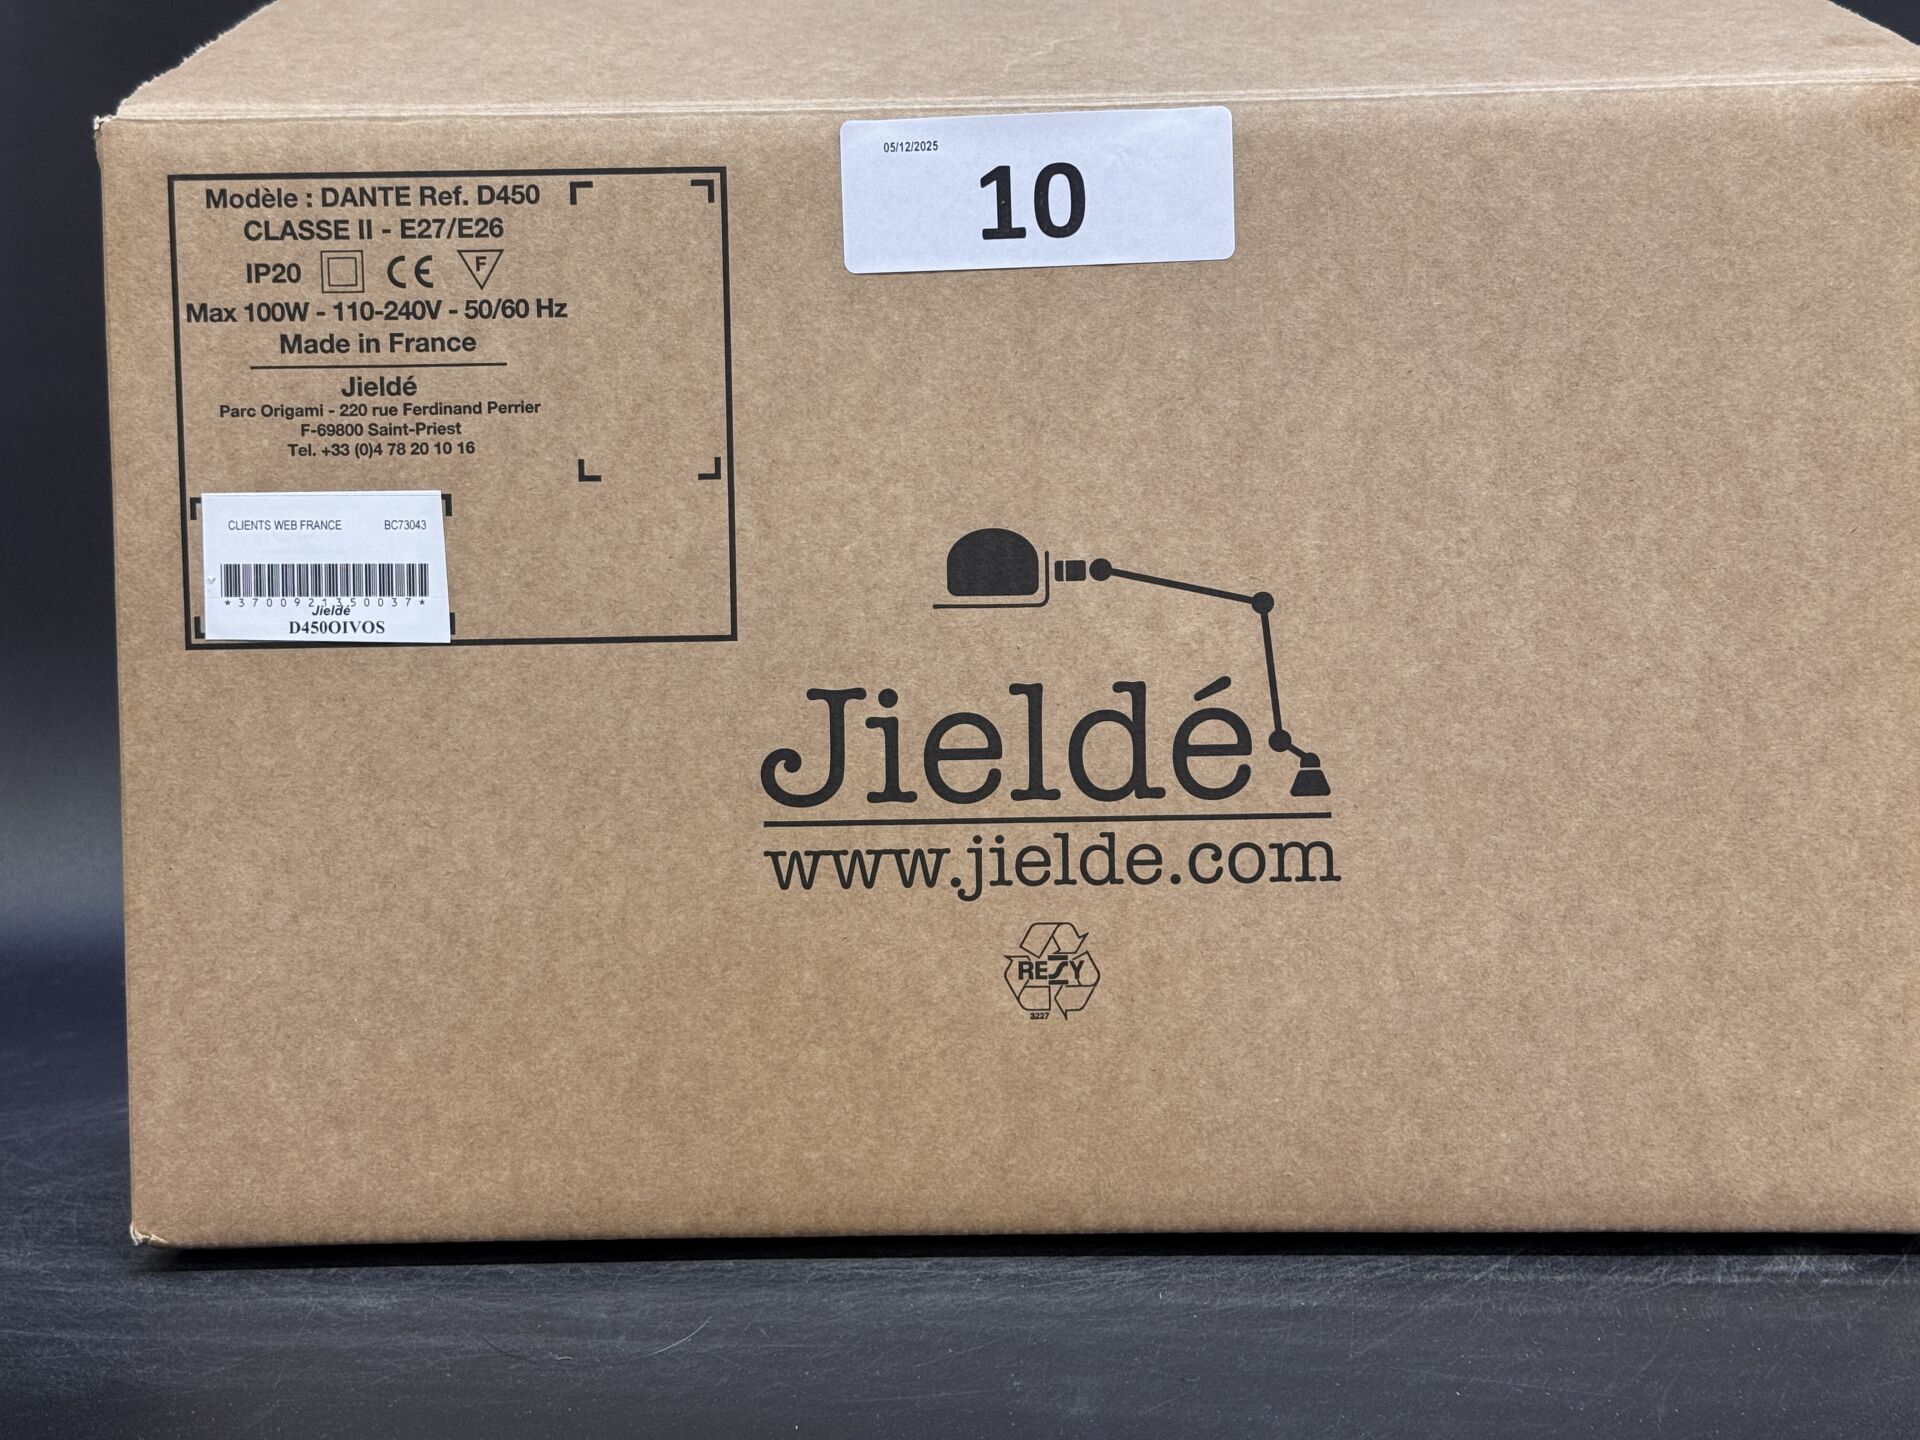 05/12/2025
10
Modèle : DANTE Ref. D450
CLASSE II - E27/E26
IP20 CE F
Max 100W - 110-240V - 50/60 Hz
Made in France
Jieldé
Parc Origami - 220 rue Ferdinand Perrier
F-69800 Saint-Priest
Tel. +33 (0)4 78 20 10 16
CLIENTS WEB FRANCE BC73043
*3700921350037*
Jieldé
D450OIVOS
Jieldé
www.jielde.com
RESY
3227